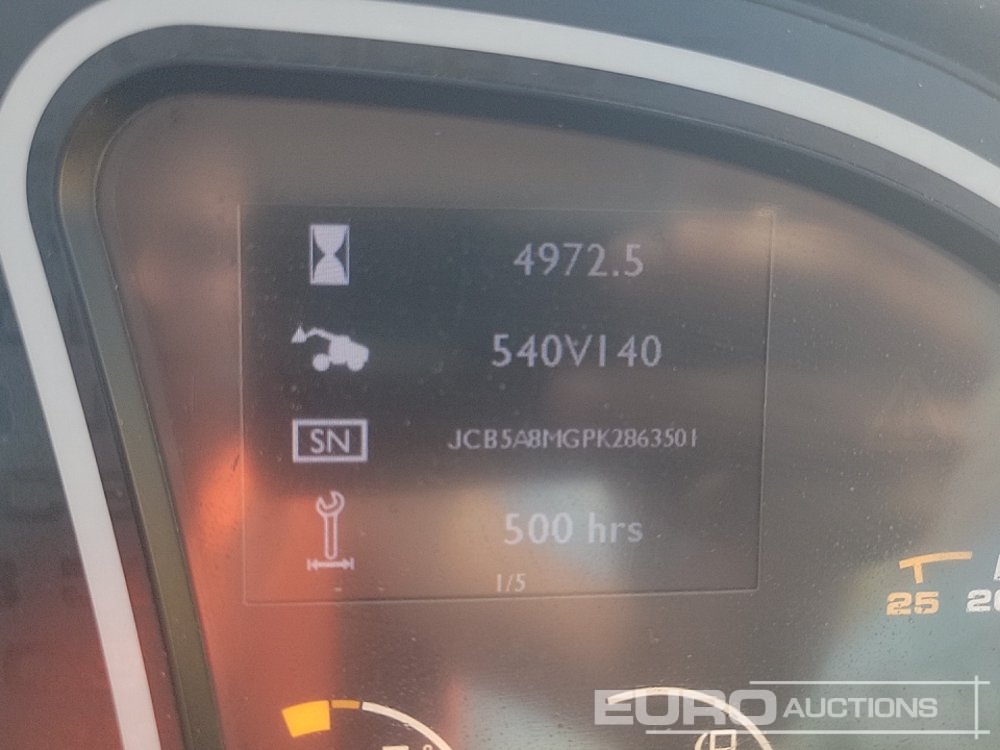 4972.5
540V140
SN JCB5A8MGPK2863501
500 hrs
1/5
25
EURO AUCTIONS